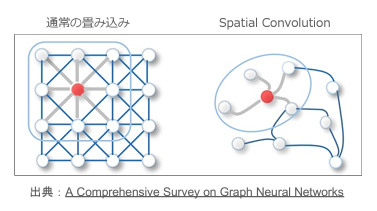 通常の畳み込み
Spatial Convolution
出典：A Comprehensive Survey on Graph Neural Networks